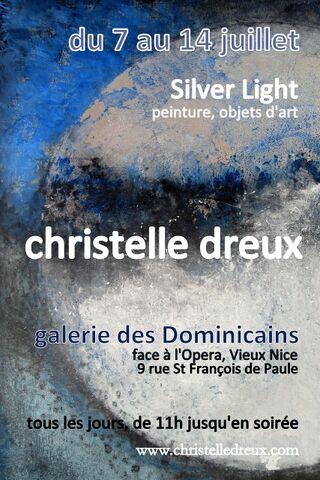 du 7 au 14 juillet
Silver Light
peinture, objets d'art
christelle dreux
galerie des Dominicains
face à l'Opera, Vieux Nice
9 rue St François de Paule
tous les jours, de 11h jusqu'en soirée
www.christelledreux.com